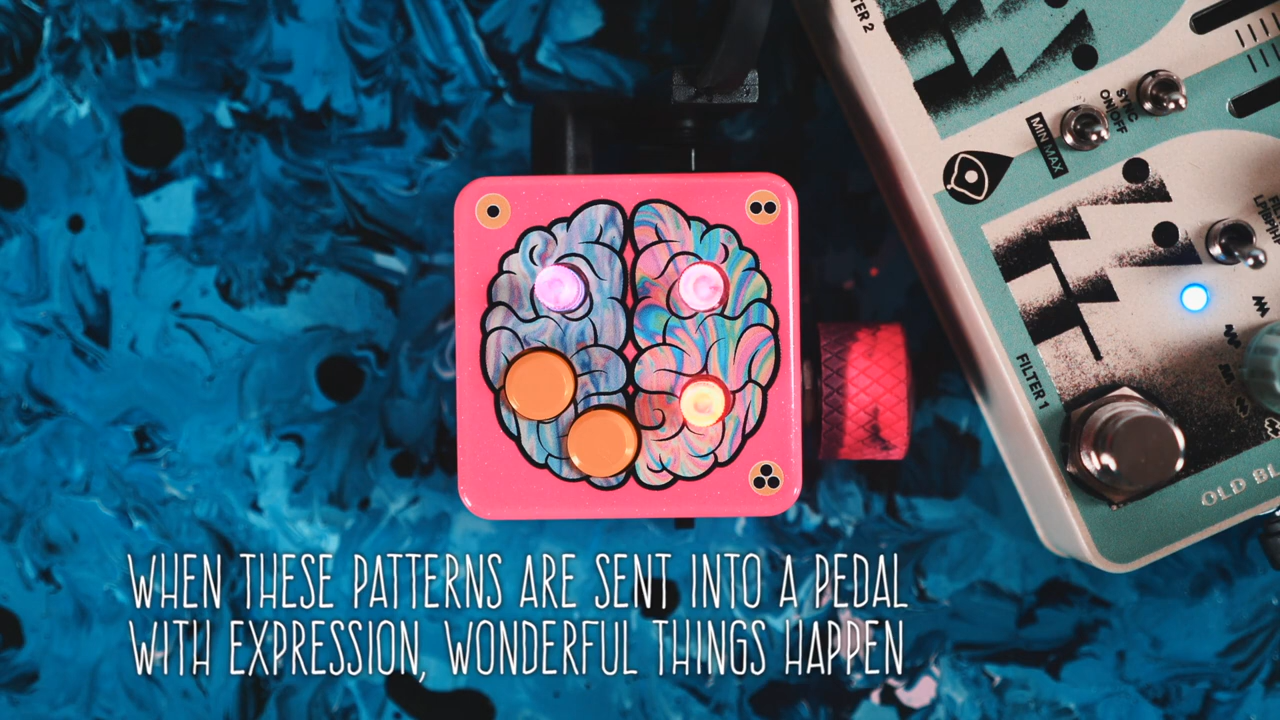 TER 2
SYNC
ON/OFF
MIN MAX
FILTER 1
OLD BL
WHEN THESE PATTERNS ARE SENT INTO A PEDAL
WITH EXPRESSION, WONDERFUL THINGS HAPPEN